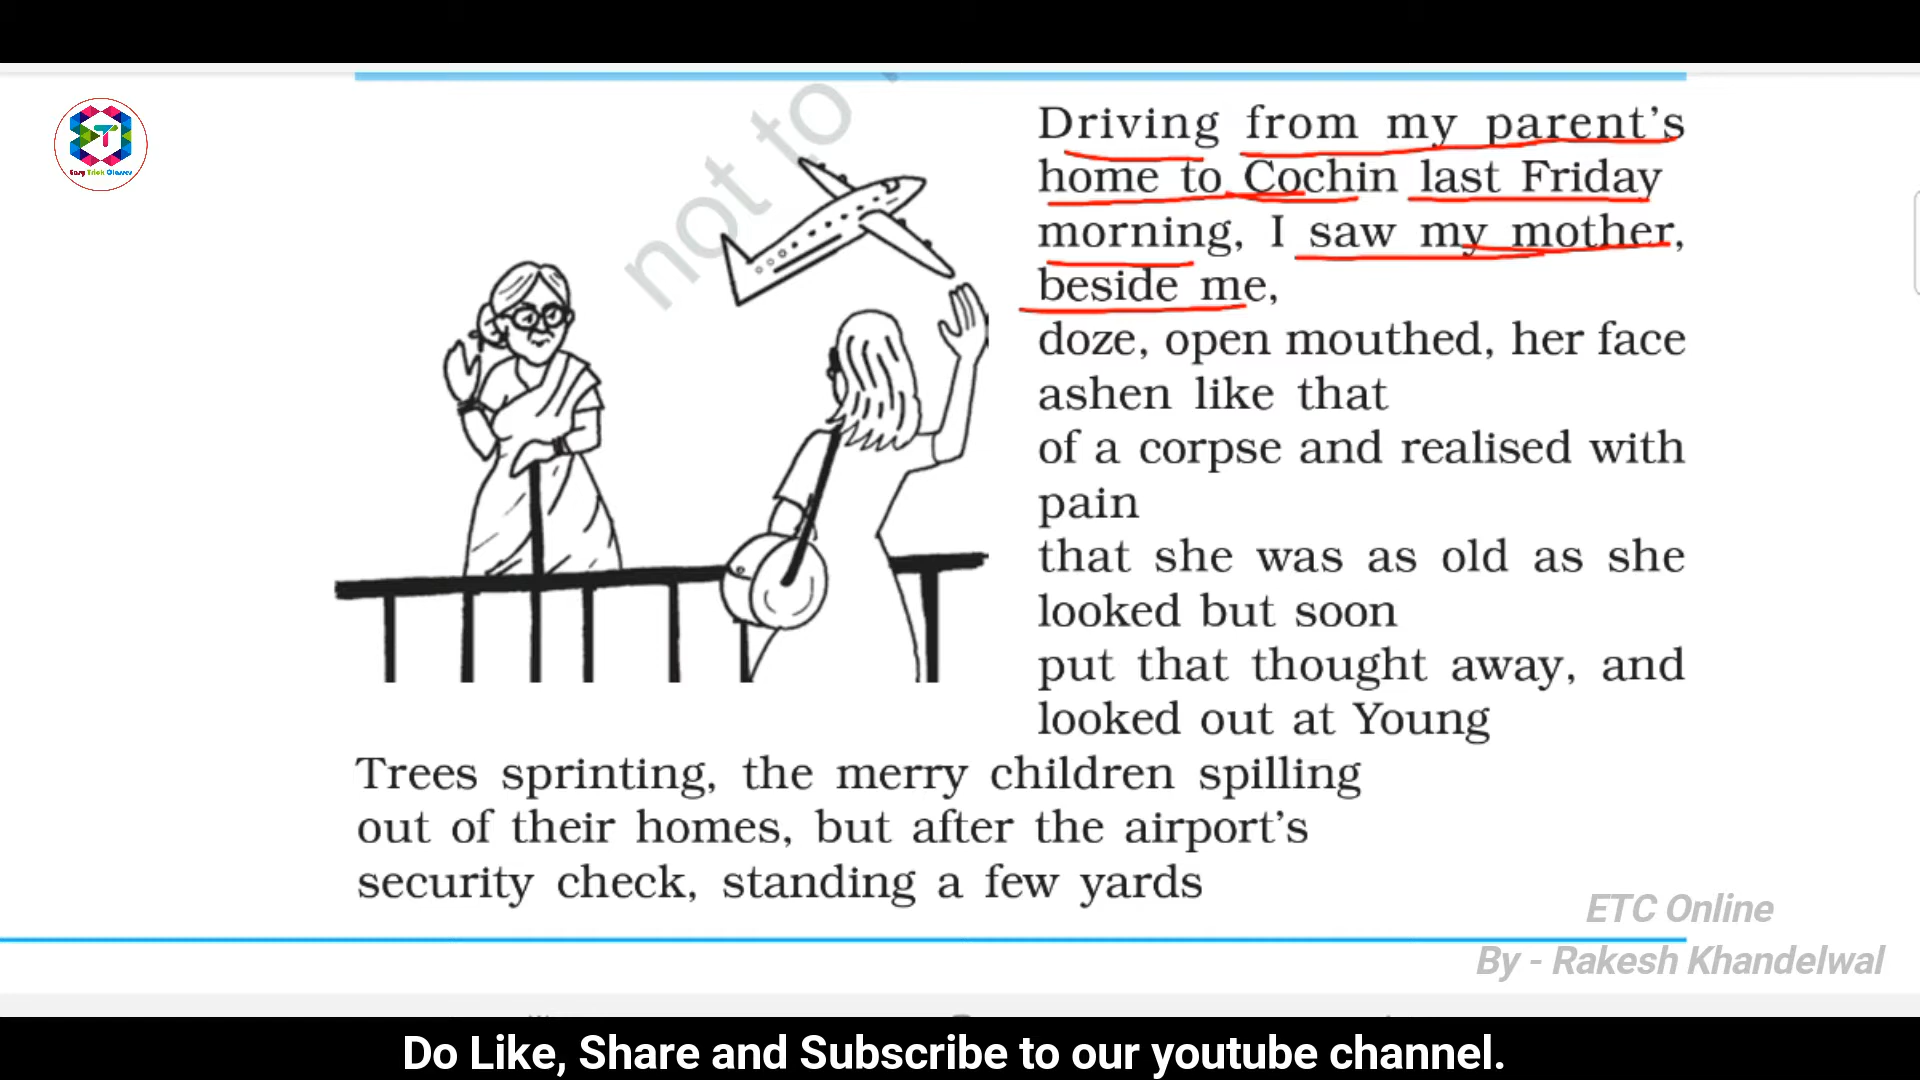 not to
Easy Trick Classes
Driving from my parent's
home to Cochin last Friday
morning, I saw my mother,
beside me,
doze, open mouthed, her face
ashen like that
of a corpse and realised with
pain
that she was as old as she
looked but soon
put that thought away, and
looked out at Young
Trees sprinting, the merry children spilling
out of their homes, but after the airport's
security check, standing a few yards
ETC Online
By - Rakesh Khandelwal
Do Like, Share and Subscribe to our youtube channel.